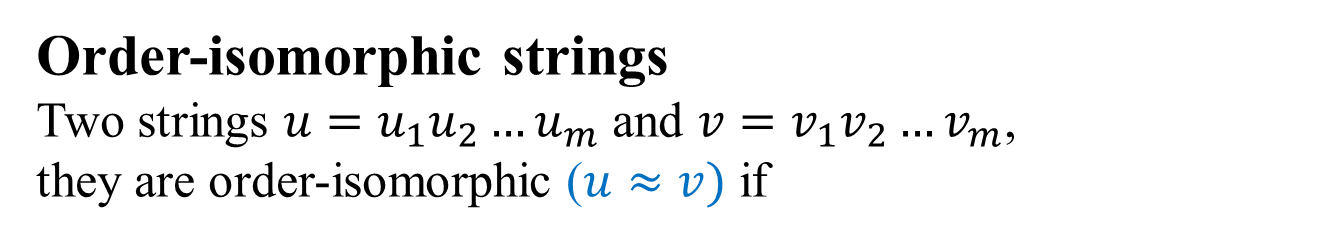 Order-isomorphic strings
Two strings 𝑢 = 𝑢₁𝑢₂ … 𝑢ₘ and 𝑣 = 𝑣₁𝑣₂ … 𝑣ₘ,
they are order-isomorphic (𝑢 ≈ 𝑣) if